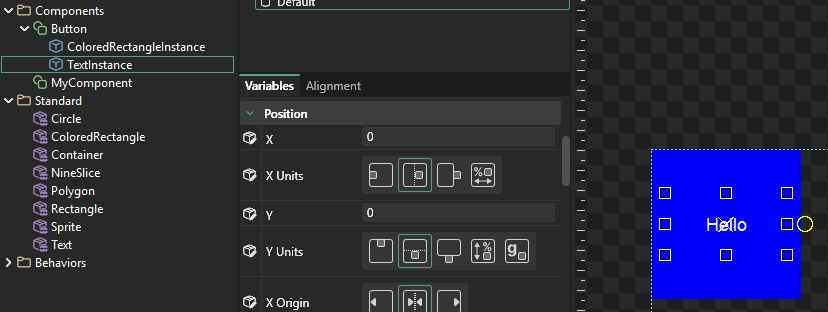 Components
Button
ColoredRectangleInstance
TextInstance
MyComponent
Standard
Circle
ColoredRectangle
Container
NineSlice
Polygon
Rectangle
Sprite
Text
Behaviors
Default
Variables Alignment
Position
X 0
X Units
%
Y 0
Y Units
% g
X Origin
Hello